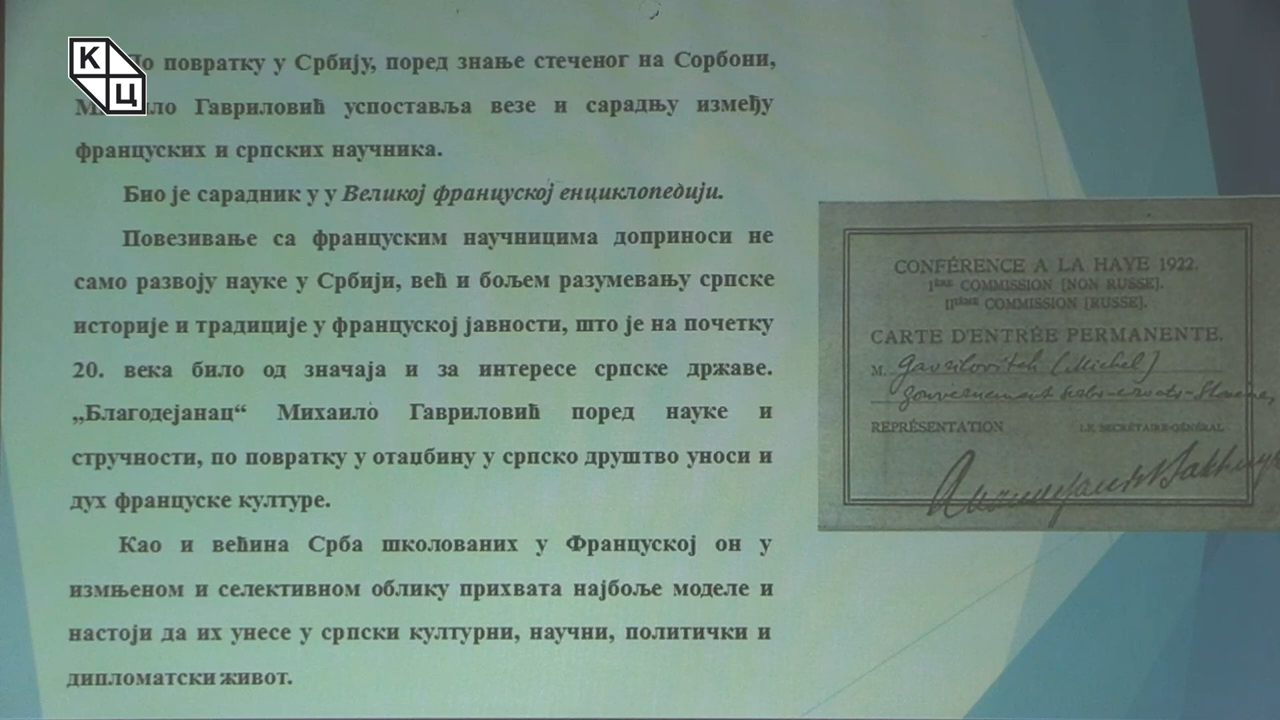 КЦ
По повратку у Србију, поред знање стеченог на Сорбони,
Михаило Гавриловић успоставља везе и сарадњу између
француских и српских научника.
Био је сарадник у у Великој француској енциклопедији.
Повезивање са француским научницима доприноси не
само развоју науке у Србији, већ и бољем разумевању српске
историје и традиције у француској јавности, што је на почетку
20. века било од значаја и за интересе српске државе.
„Благодејанац“ Михаило Гавриловић поред науке и
стручности, по повратку у отаџбину у српско друштво уноси и
дух француске културе.
Као и већина Срба школованих у Француској он у
измњеном и селективном облику прихвата најбоље моделе и
настоји да их унесе у српски културни, научни, политички и
дипломатски живот.
CONFÉRENCE A LA HAYE 1922.
IÈRE COMMISSION [NON RUSSE].
IIIÈME COMMISSION [RUSSE].
CARTE D'ENTRÉE PERMANENTE.
M. Gavrilovitch (Michel)
gouvernement
REPRÉSENTATION LE SECRÉTAIRE-GÉNÉRAL